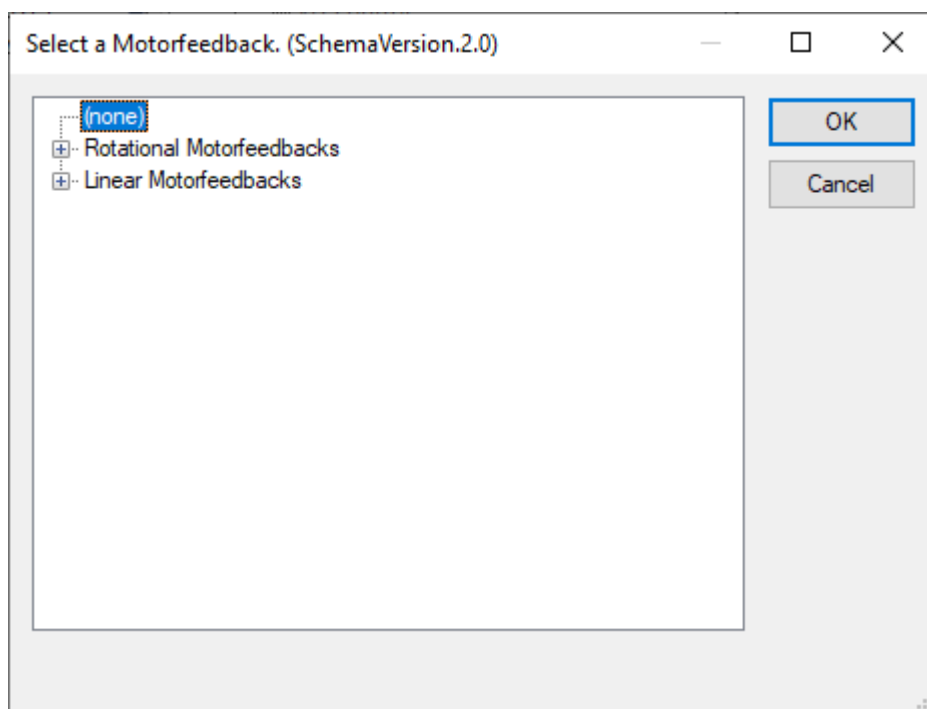 Select a Motorfeedback. (SchemaVersion.2.0)
(none)
Rotational Motorfeedbacks
Linear Motorfeedbacks
OK
Cancel